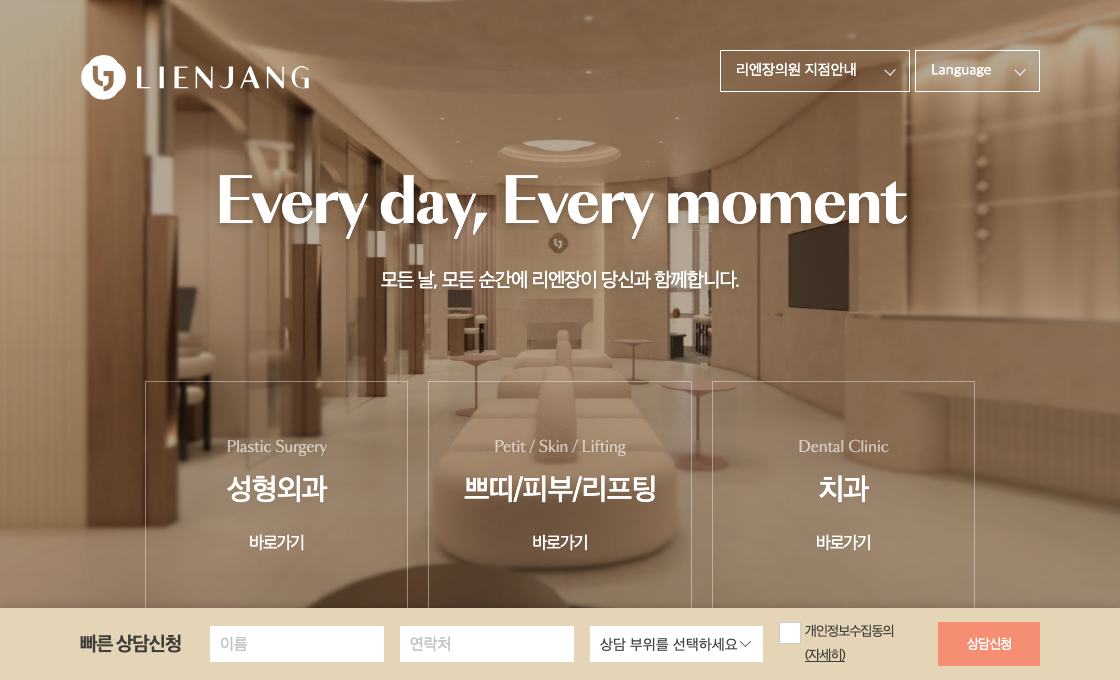 LIENJANG
리엔장의원 지점안내
Language
Every day, Every moment
모든 날, 모든 순간에 리엔장이 당신과 함께합니다.
Plastic Surgery
성형외과
바로가기
Petit / Skin / Lifting
쁘띠/피부/리프팅
바로가기
Dental Clinic
치과
바로가기
빠른 상담신청
이름
연락처
상담 부위를 선택하세요
개인정보수집동의
(자세히)
상담신청